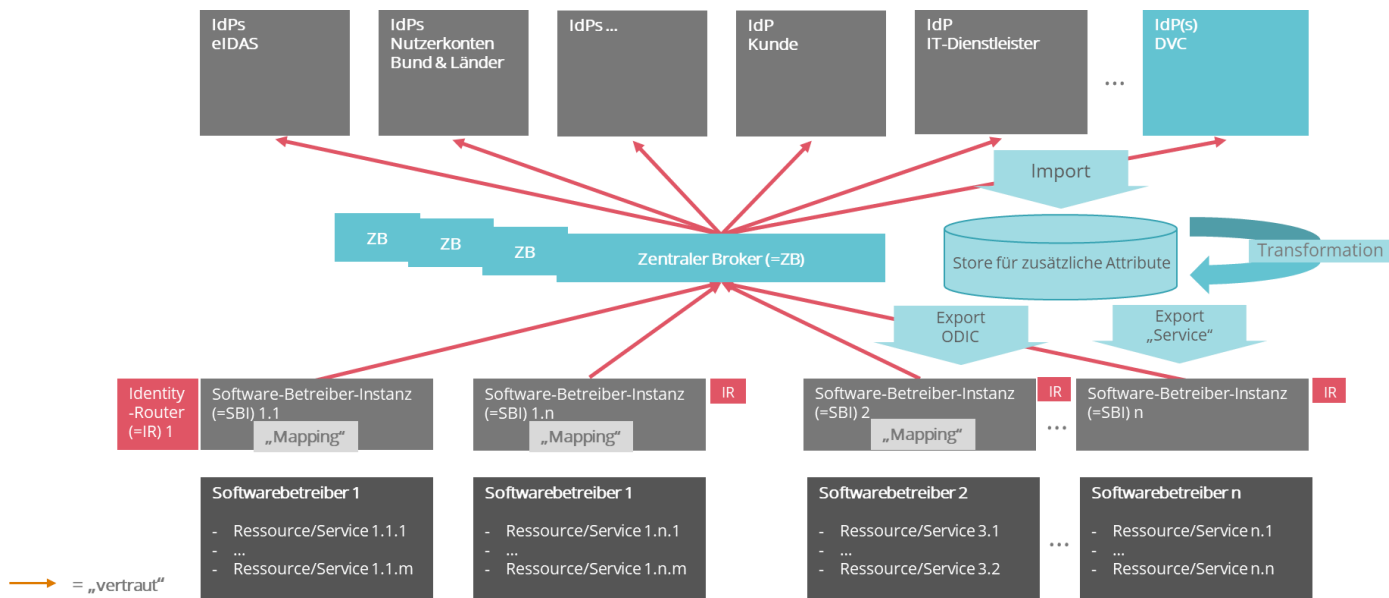 IdPs
eIDAS
IdPs
Nutzerkonten
Bund & Länder
IdPs ...
IdP
Kunde
IdP
IT-Dienstleister
...
IdP(s)
DVC
Import
ZB
ZB
ZB
Zentraler Broker (=ZB)
Store für zusätzliche Attribute
Transformation
Export
ODIC
Export
„Service“
Identity
-Router
(=IR) 1
Software-Betreiber-Instanz
(=SBI) 1.1
„Mapping“
Software-Betreiber-Instanz
(=SBI) 1.n
„Mapping“
IR
Software-Betreiber-Instanz
(=SBI) 2
„Mapping“
IR
...
Software-Betreiber-Instanz
(=SBI) n
IR
Softwarebetreiber 1
- Ressource/Service 1.1.1
- ...
- Ressource/Service 1.1.m
Softwarebetreiber 1
- Ressource/Service 1.n.1
- ...
- Ressource/Service 1.n.m
Softwarebetreiber 2
- Ressource/Service 3.1
- ...
- Ressource/Service 3.2
...
Softwarebetreiber n
- Ressource/Service n.1
- ...
- Ressource/Service n.n
= „vertraut“